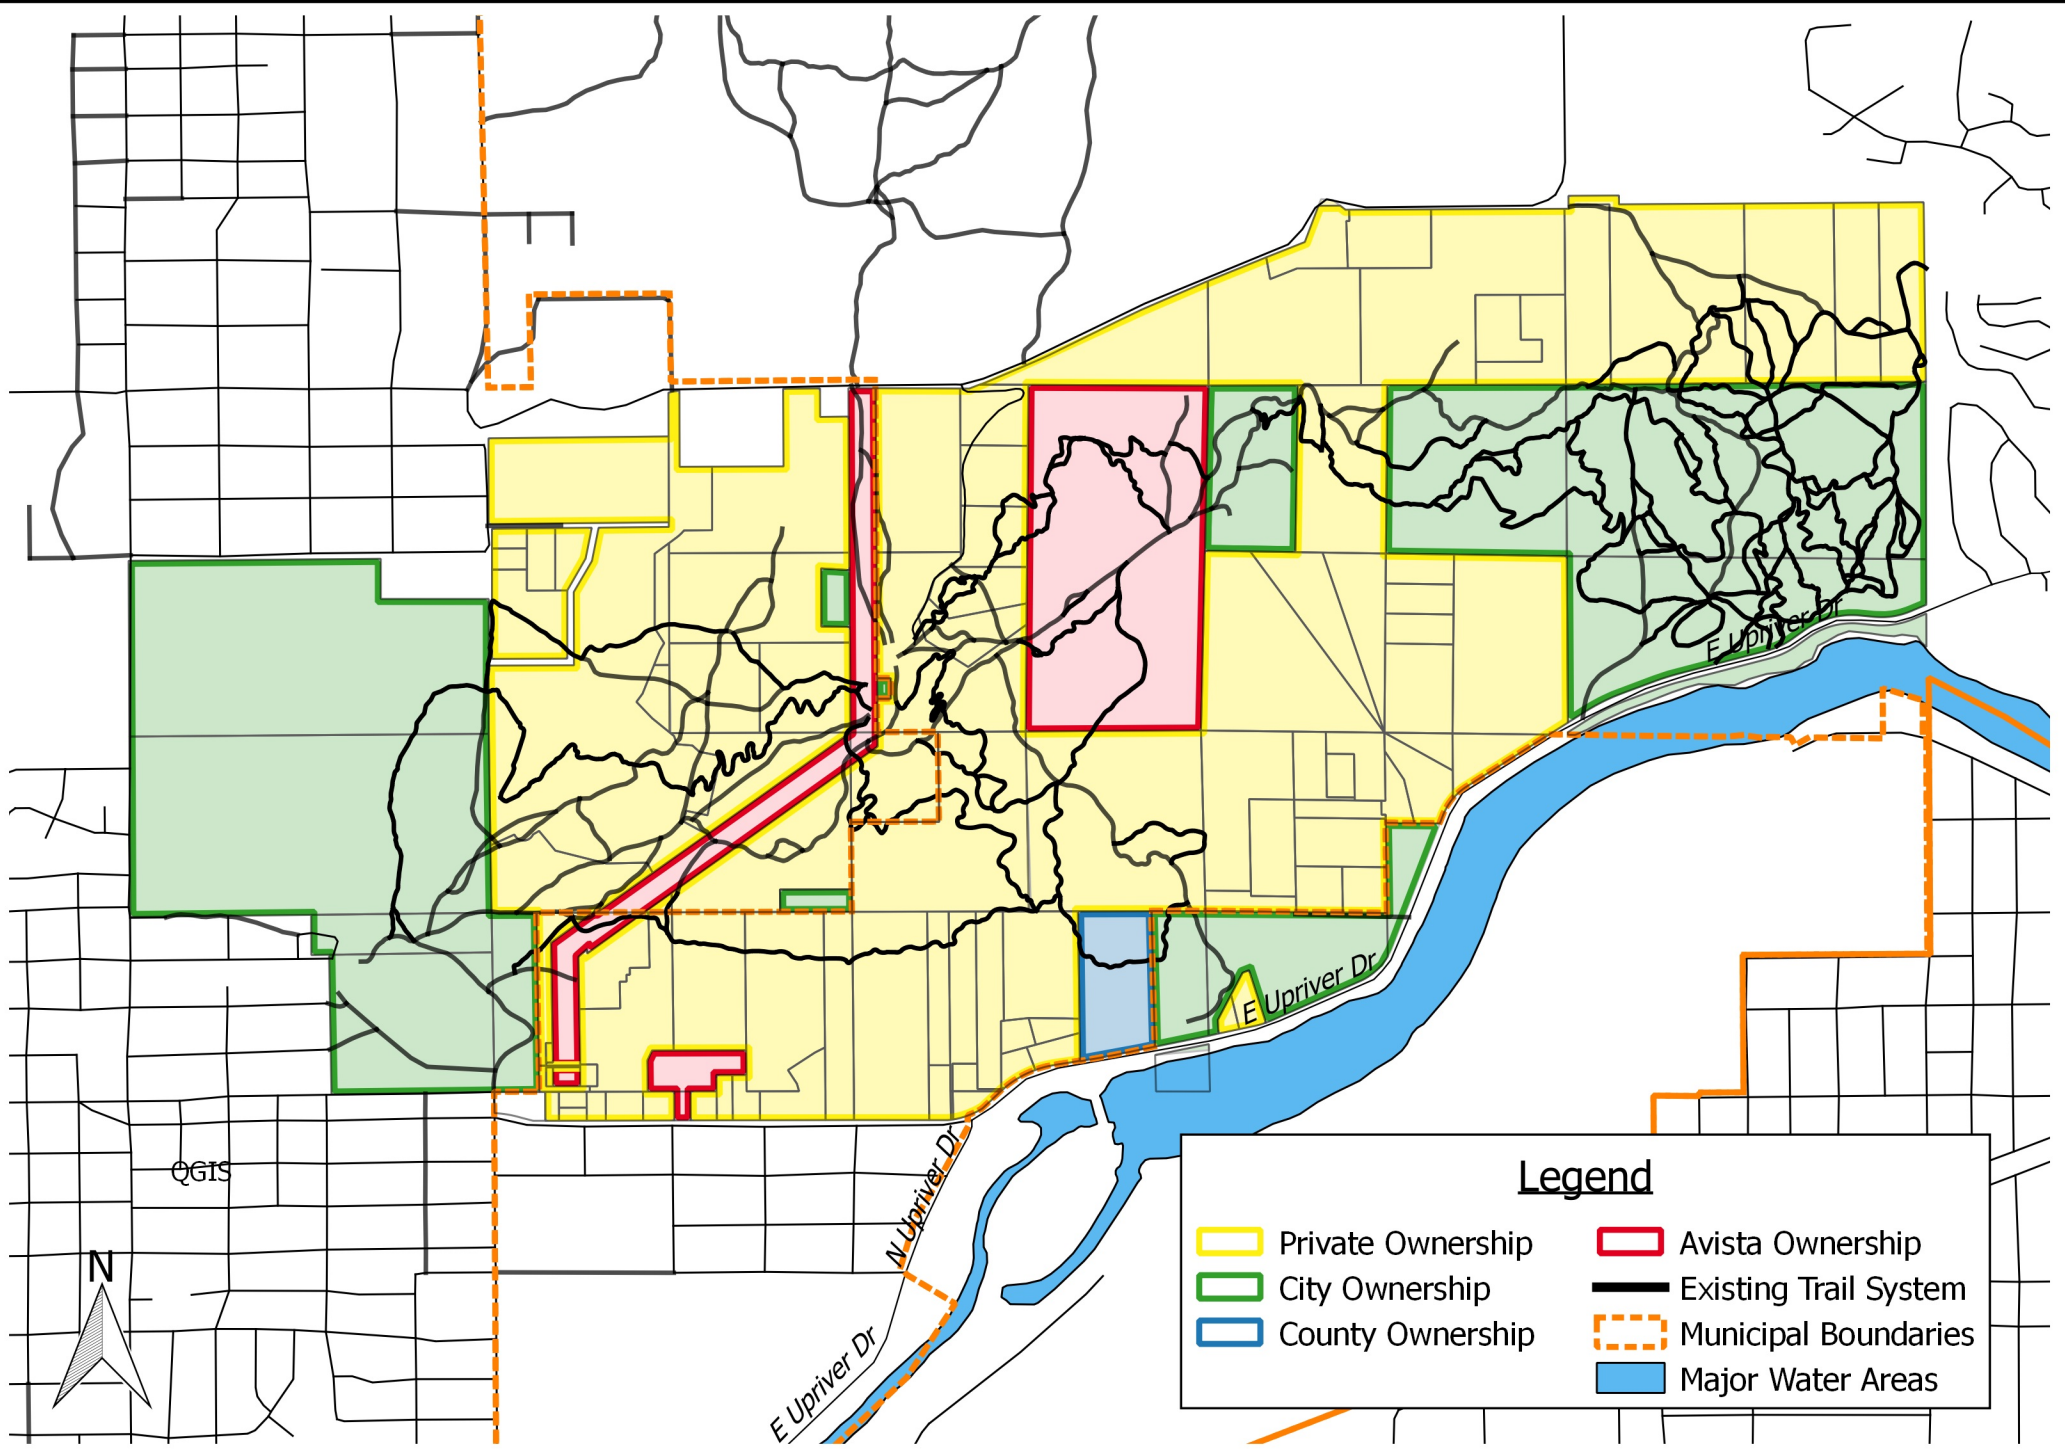 E Upriver Dr
E Upriver Dr
N Upriver Dr
E Upriver Dr
QGIS
N
Legend
Private Ownership
City Ownership
County Ownership
Avista Ownership
Existing Trail System
Municipal Boundaries
Major Water Areas